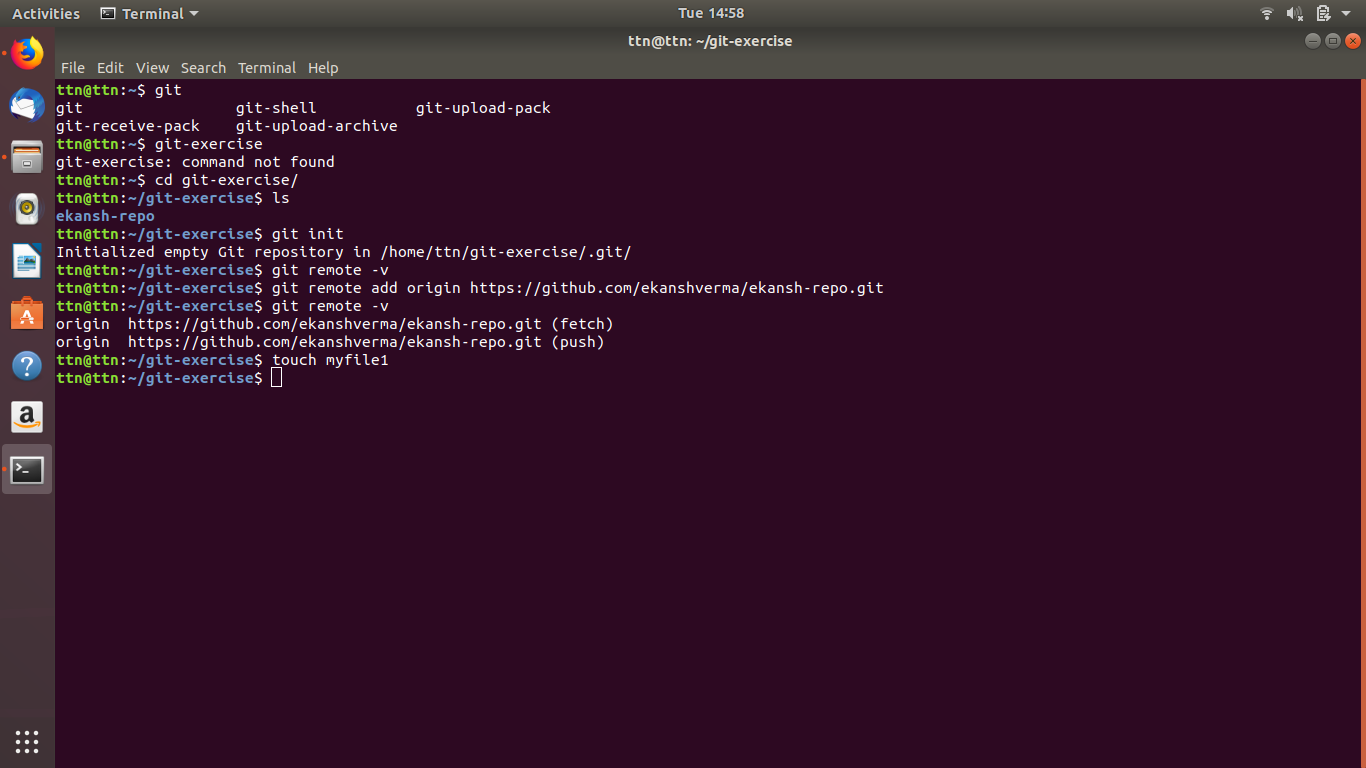 Activities Terminal Tue 14:58
ttn@ttn: ~/git-exercise
File Edit View Search Terminal Help
ttn@ttn:~$ git
git git-shell git-upload-pack
git-receive-pack git-upload-archive
ttn@ttn:~$ git-exercise
git-exercise: command not found
ttn@ttn:~$ cd git-exercise/
ttn@ttn:~/git-exercise$ ls
ekansh-repo
ttn@ttn:~/git-exercise$ git init
Initialized empty Git repository in /home/ttn/git-exercise/.git/
ttn@ttn:~/git-exercise$ git remote -v
ttn@ttn:~/git-exercise$ git remote add origin https://github.com/ekanshverma/ekansh-repo.git
ttn@ttn:~/git-exercise$ git remote -v
origin https://github.com/ekanshverma/ekansh-repo.git (fetch)
origin https://github.com/ekanshverma/ekansh-repo.git (push)
ttn@ttn:~/git-exercise$ touch myfile1
ttn@ttn:~/git-exercise$